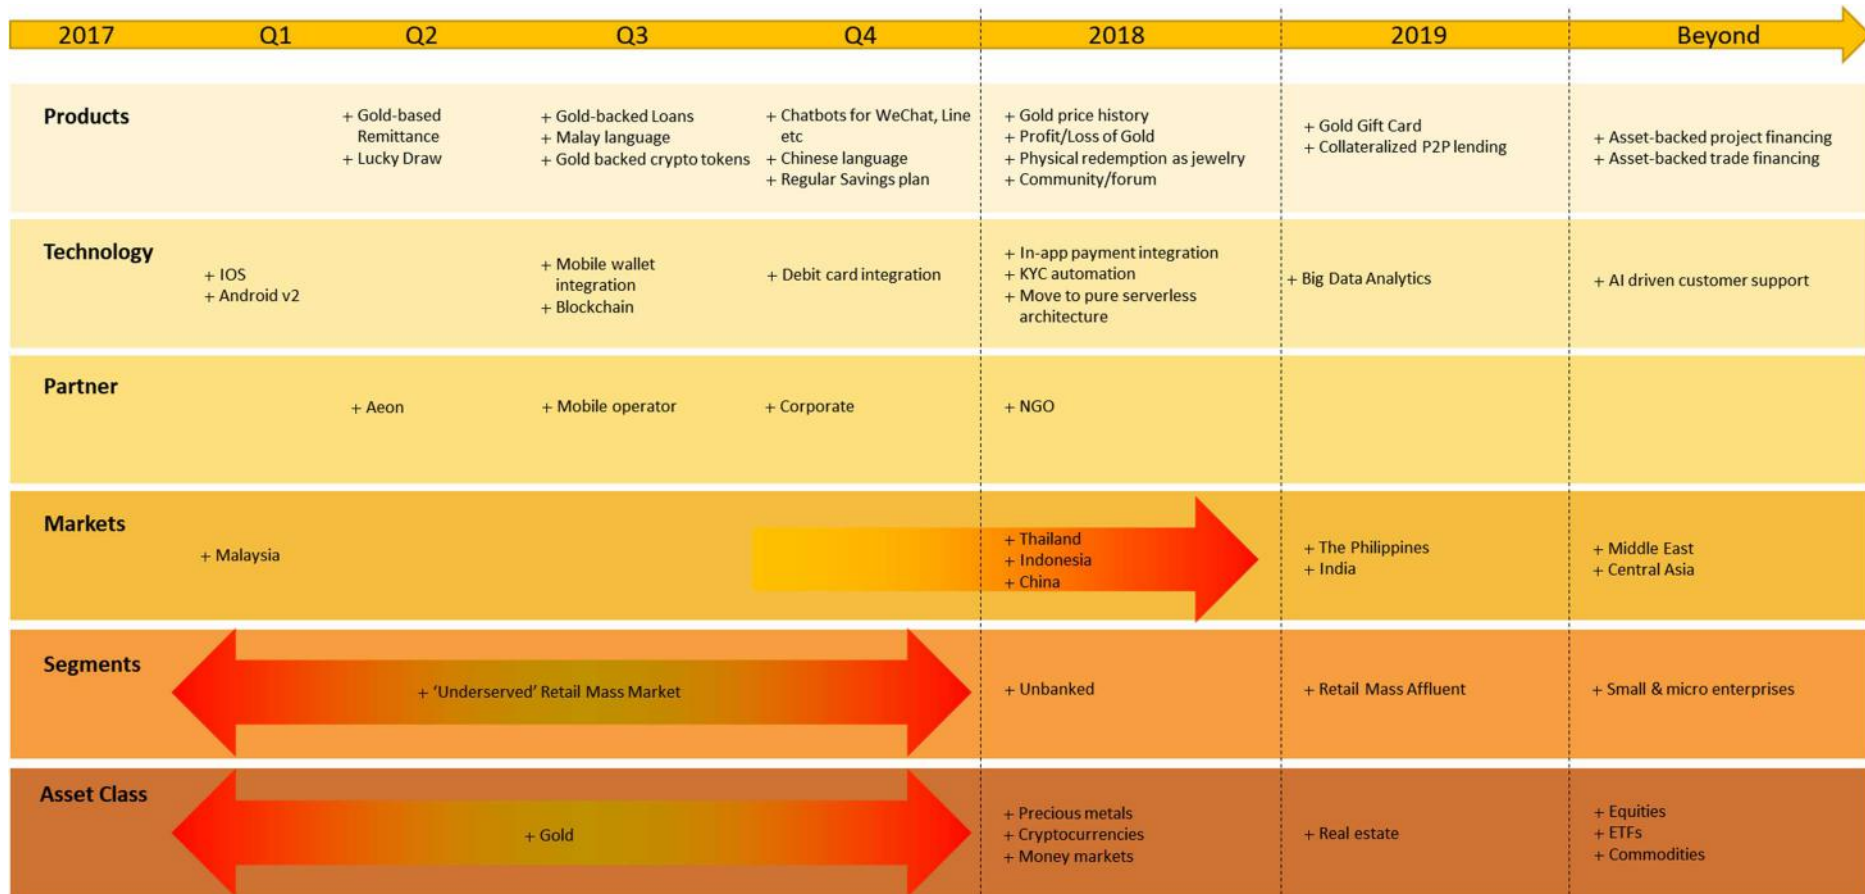 2017 Q1 Q2 Q3 Q4 2018 2019 Beyond
Products
+ Gold-based
Remittance
+ Lucky Draw
+ Gold-backed Loans
+ Malay language
+ Gold backed crypto tokens
+ Chatbots for WeChat, Line
etc
+ Chinese language
+ Regular Savings plan
+ Gold price history
+ Profit/Loss of Gold
+ Physical redemption as jewelry
+ Community/forum
+ Gold Gift Card
+ Collateralized P2P lending
+ Asset-backed project financing
+ Asset-backed trade financing
Technology
+ IOS
+ Android v2
+ Mobile wallet
integration
+ Blockchain
+ Debit card integration
+ In-app payment integration
+ KYC automation
+ Move to pure serverless
architecture
+ Big Data Analytics
+ AI driven customer support
Partner
+ Aeon
+ Mobile operator
+ Corporate
+ NGO
Markets
+ Malaysia
+ Thailand
+ Indonesia
+ China
+ The Philippines
+ India
+ Middle East
+ Central Asia
Segments
+ ‘Underserved’ Retail Mass Market
+ Unbanked
+ Retail Mass Affluent
+ Small & micro enterprises
Asset Class
+ Gold
+ Precious metals
+ Cryptocurrencies
+ Money markets
+ Real estate
+ Equities
+ ETFs
+ Commodities